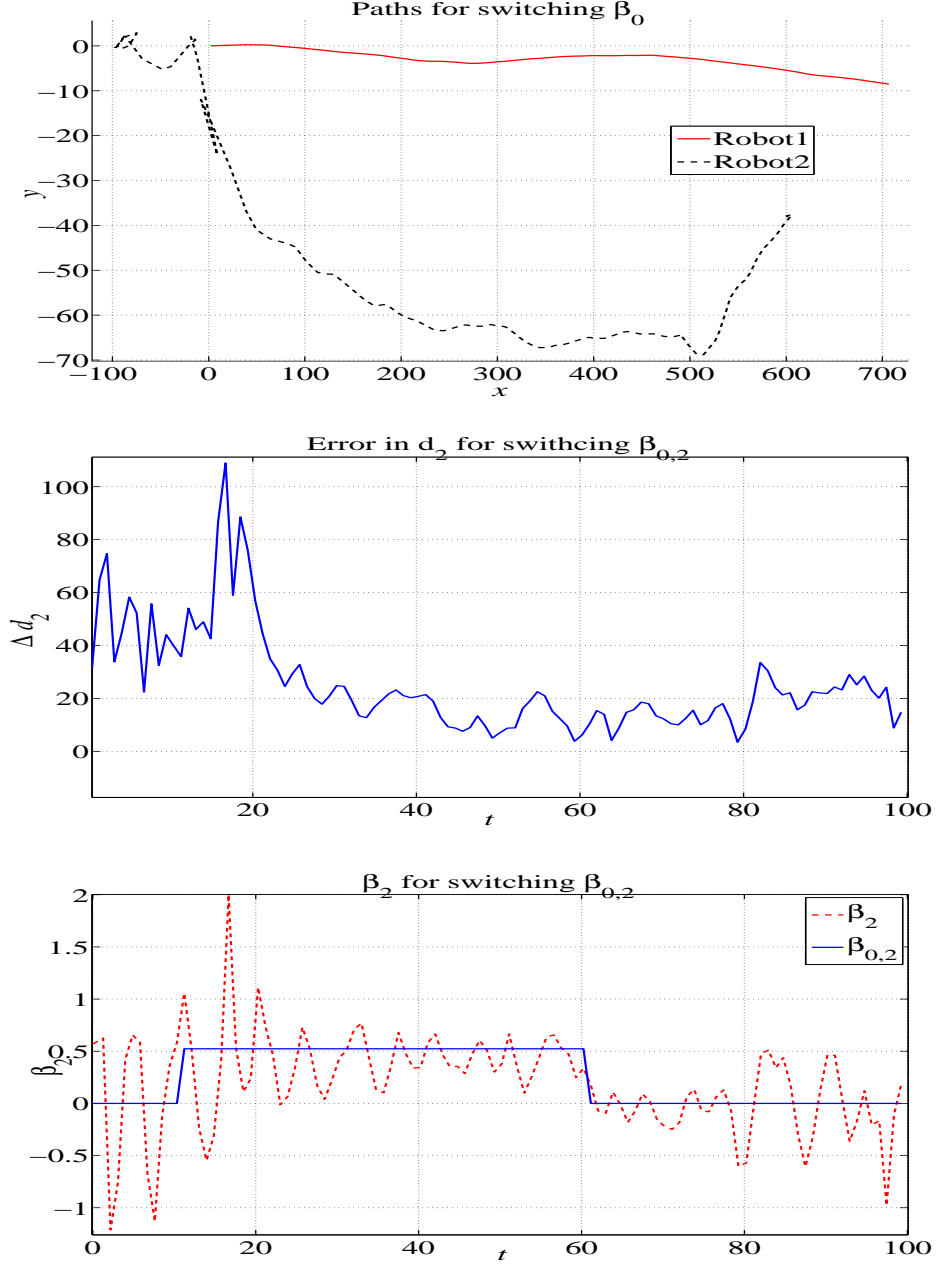 Paths for switching β0
0
−10
−20
−30
−40
−50
−60
−70
y
Robot1
Robot2
−100 0 100 200 300 400 500 600 700
x
Error in d2 for swithcing β0,2
100
80
60
40
20
0
Δ d2
20 40 60 80 100
t
β2 for switching β0,2
2
1.5
1
0.5
0
−0.5
−1
β2,
β2
β0,2
0 20 40 60 80 100
t